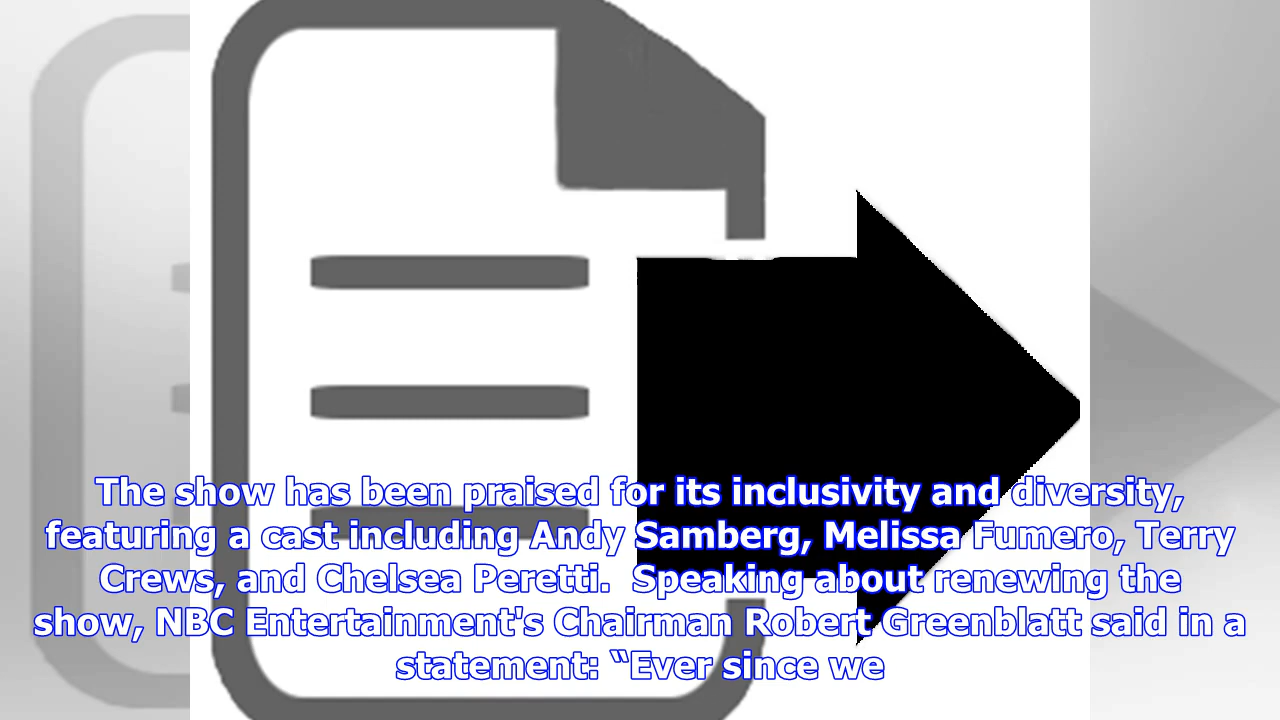 The show has been praised for its inclusivity and diversity,
featuring a cast including Andy Samberg, Melissa Fumero, Terry
Crews, and Chelsea Peretti.  Speaking about renewing the
show, NBC Entertainment's Chairman Robert Greenblatt said in a
statement: “Ever since we